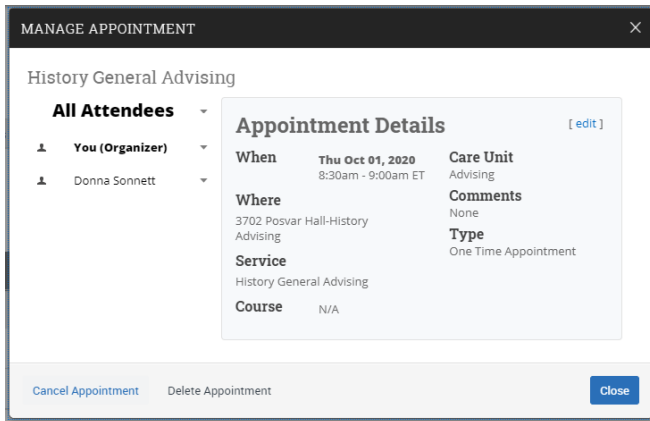 MANAGE APPOINTMENT
History General Advising
All Attendees
You (Organizer)
Donna Sonnett
Appointment Details
[ edit ]
When
Thu Oct 01, 2020
8:30am - 9:00am ET
Where
3702 Posvar Hall-History
Advising
Service
History General Advising
Course N/A
Care Unit
Advising
Comments
None
Type
One Time Appointment
Cancel Appointment
Delete Appointment
Close